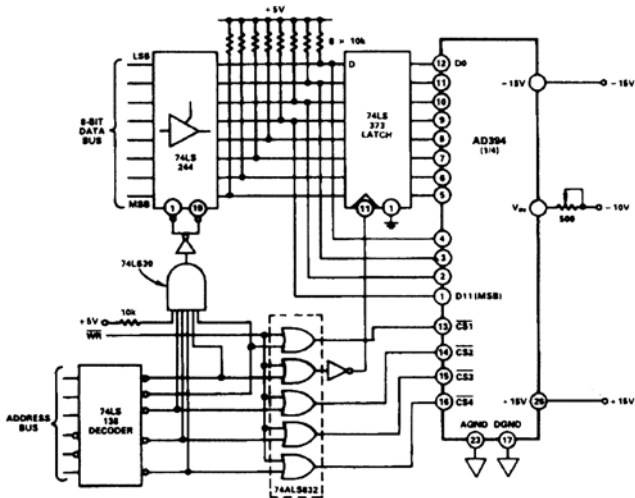 +5V
8 > 10k
LSB
8-BIT
DATA
BUS
MSB
74LS
244
1
19
D
74LS
373
LATCH
11
1
12
D0
11
10
9
8
7
6
5
4
3
2
1
D11 (MSB)
13
CS1
14
CS2
15
CS3
16
CS4
AD394
(1/4)
-15V
-15V
-10V
500
+15V
AGND
DGND
23
17
74LS30
+5V
10k
WR
ADDRESS
BUS
74LS
138
DECODER
74ALS832